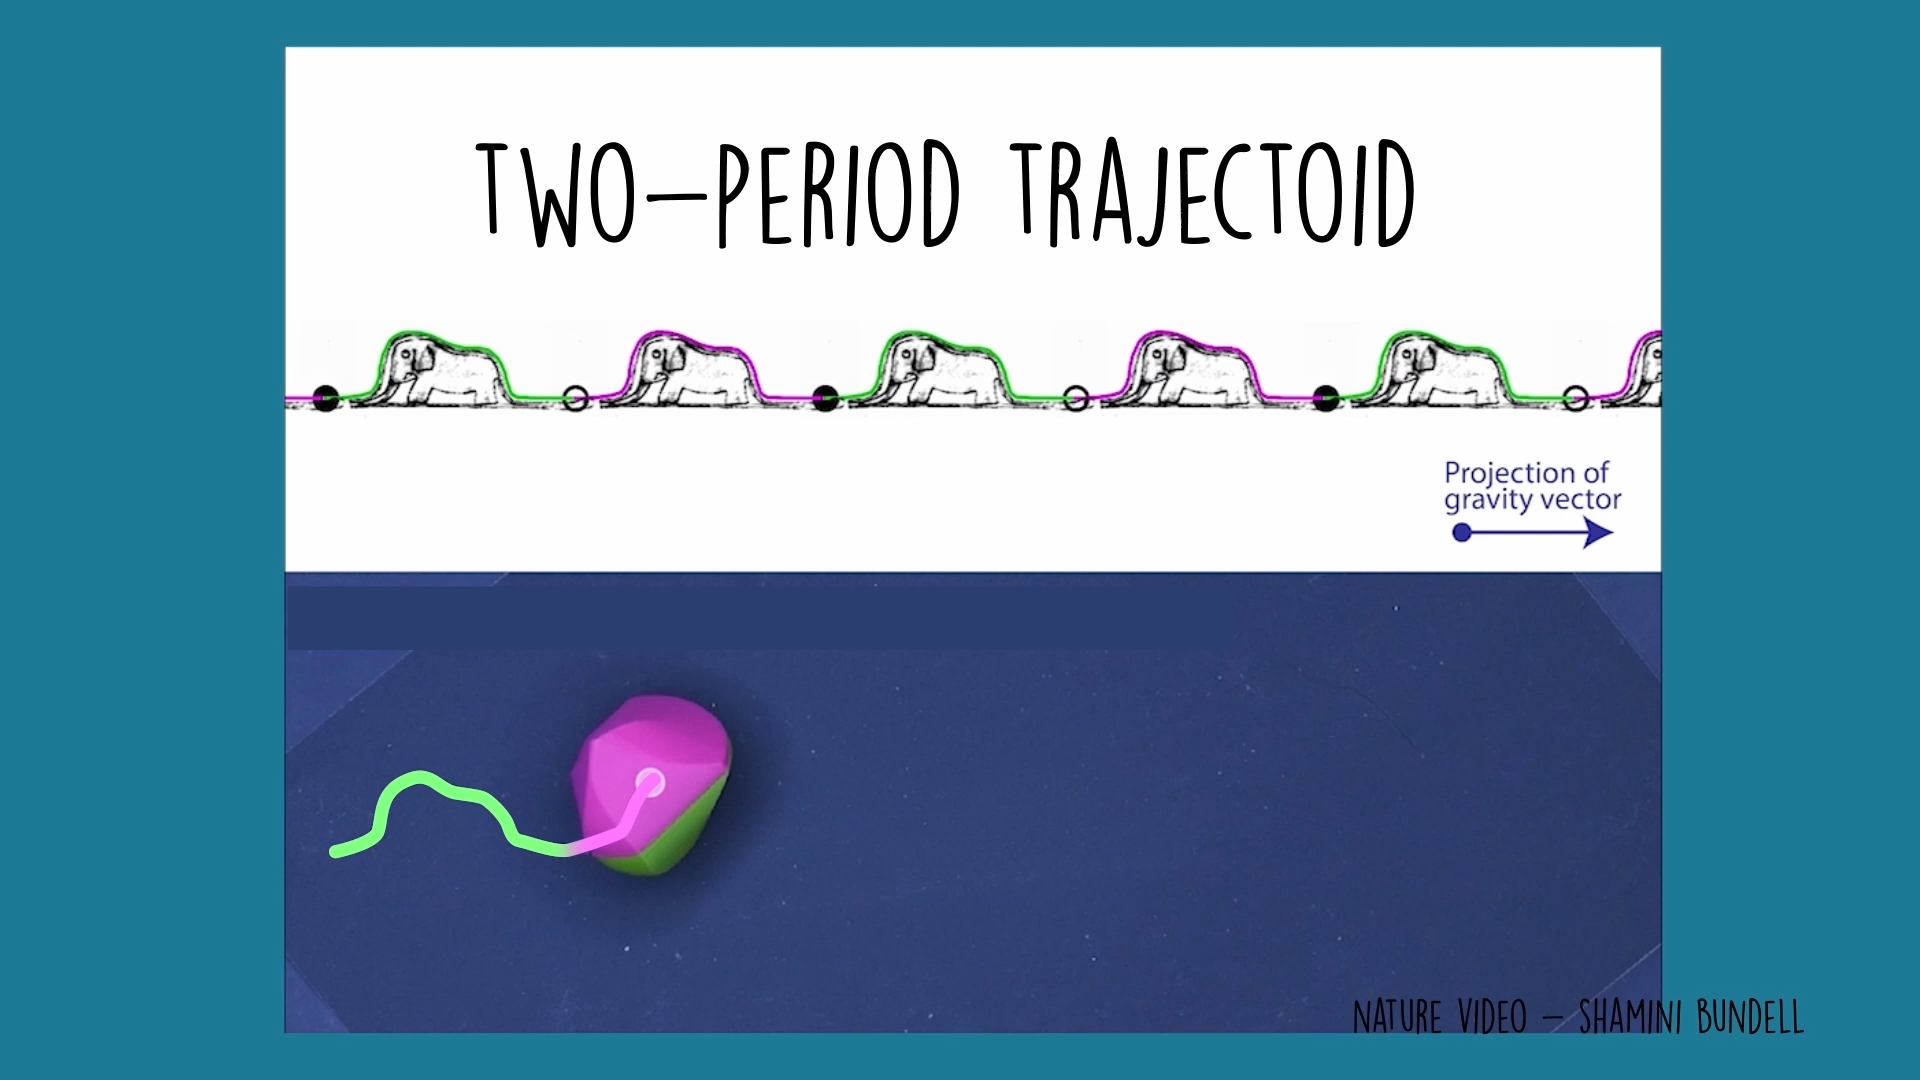 TWO-PERIOD TRAJECTOID
Projection of
gravity vector
NATURE VIDEO - SHAMINI BUNDELL